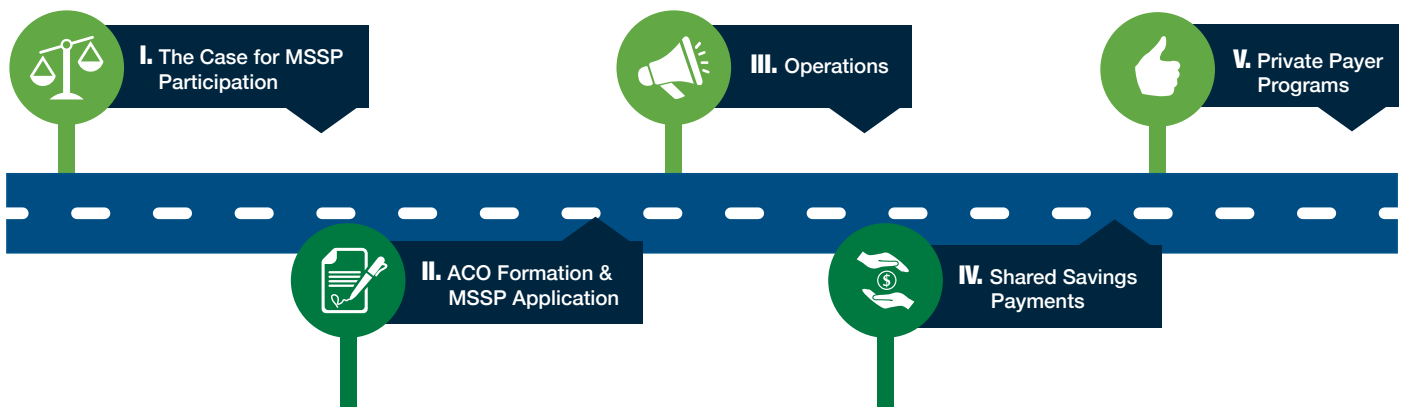 I. The Case for MSSP
Participation
II. ACO Formation &
MSSP Application
III. Operations
IV. Shared Savings
Payments
$
V. Private Payer
Programs